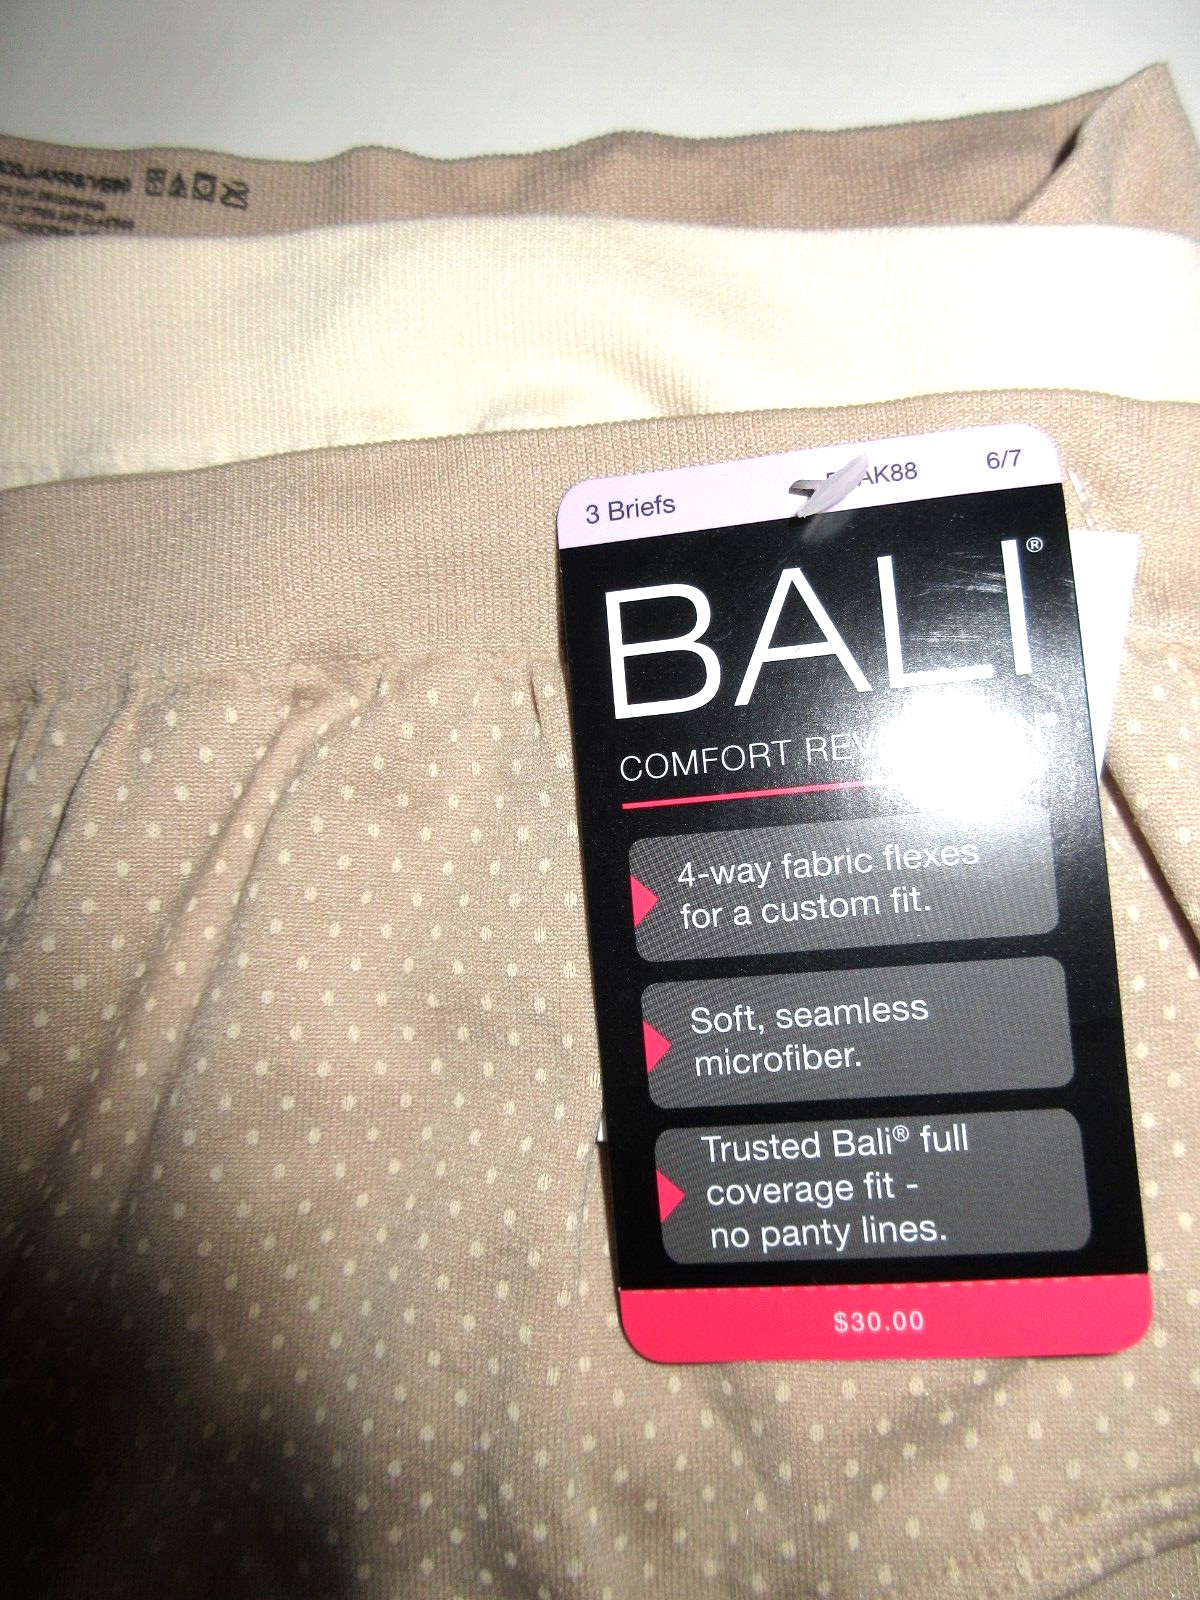 3 Briefs
AK88
6/7
BALI®
COMFORT
4-way fabric flexes
for a custom fit.
Soft, seamless
microfiber.
Trusted Bali® full
coverage fit -
no panty lines.
$30.00